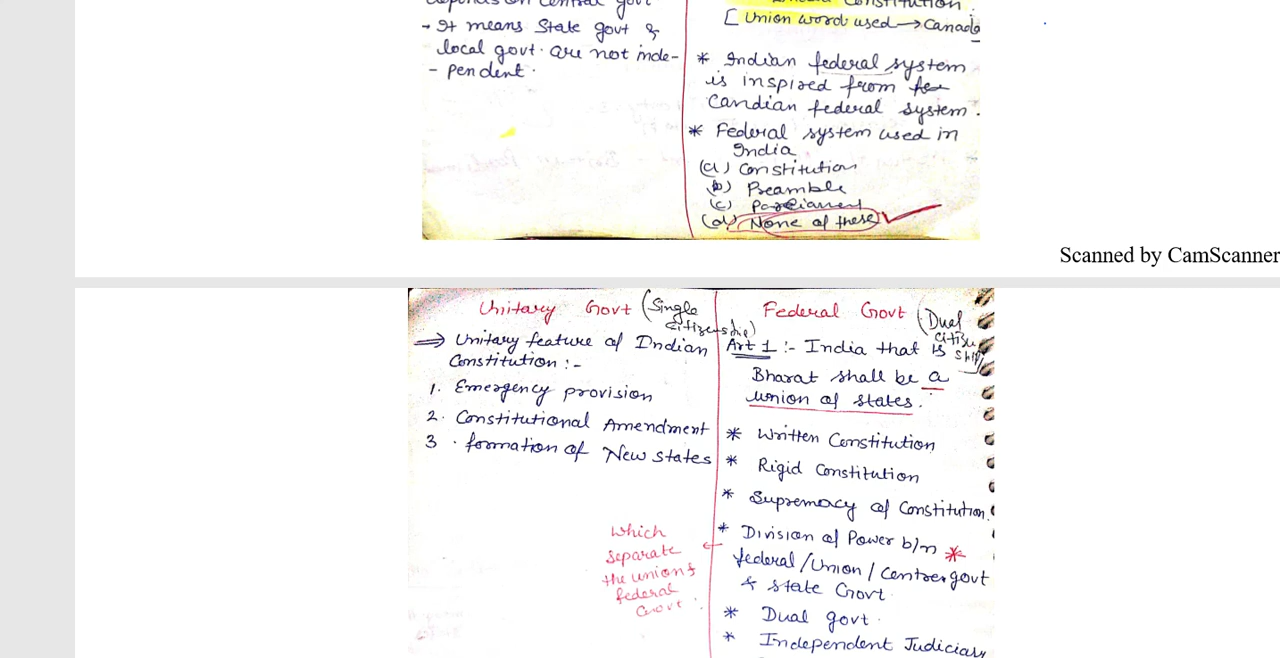 depends on central govt
→ It means State govt &
local govt. are not inde-
- pendent.
Constitution.
[ Union word used → Canada
* Indian federal system
is inspired from
Candian federal system.
* Federal system used in
India
(a) Constitution
(b) Preamble
(c) Parliament
(d) None of these
Scanned by CamScanner
Unitary Govt (Single
citizenship)
⇒ Unitary feature of Indian
Constitution :-
1. Emergency provision
2. Constitutional Amendment
3. formation of New states
which
separate
the union &
federal
Govt.
Federal Govt (Dual
citizenship)
Art 1 :- India that is
Bharat shall be a
union of states.
* Written Constitution
* Rigid Constitution
* Supremacy of Constitution.
* Division of Power b/n *
federal/Union/Centre govt
& State Govt.
* Dual govt.
* Independent Judiciary